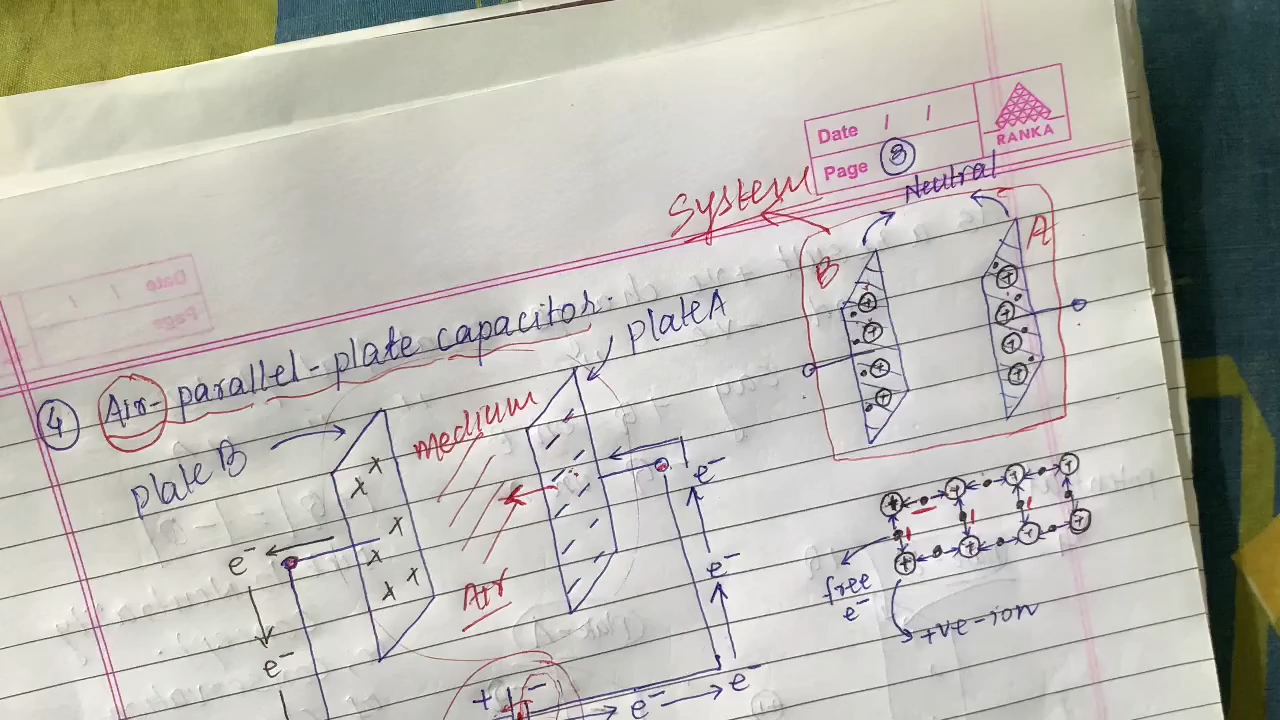 Date / /
Page 8
RANKA
System
Neutral
B
A
4 Air-parallel-plate capacitor.
plate A
plate B
Medium
Air
e⁻
e⁻
e⁻
e⁻
+ -
e⁻
e⁻
free
e⁻
+ve-ion